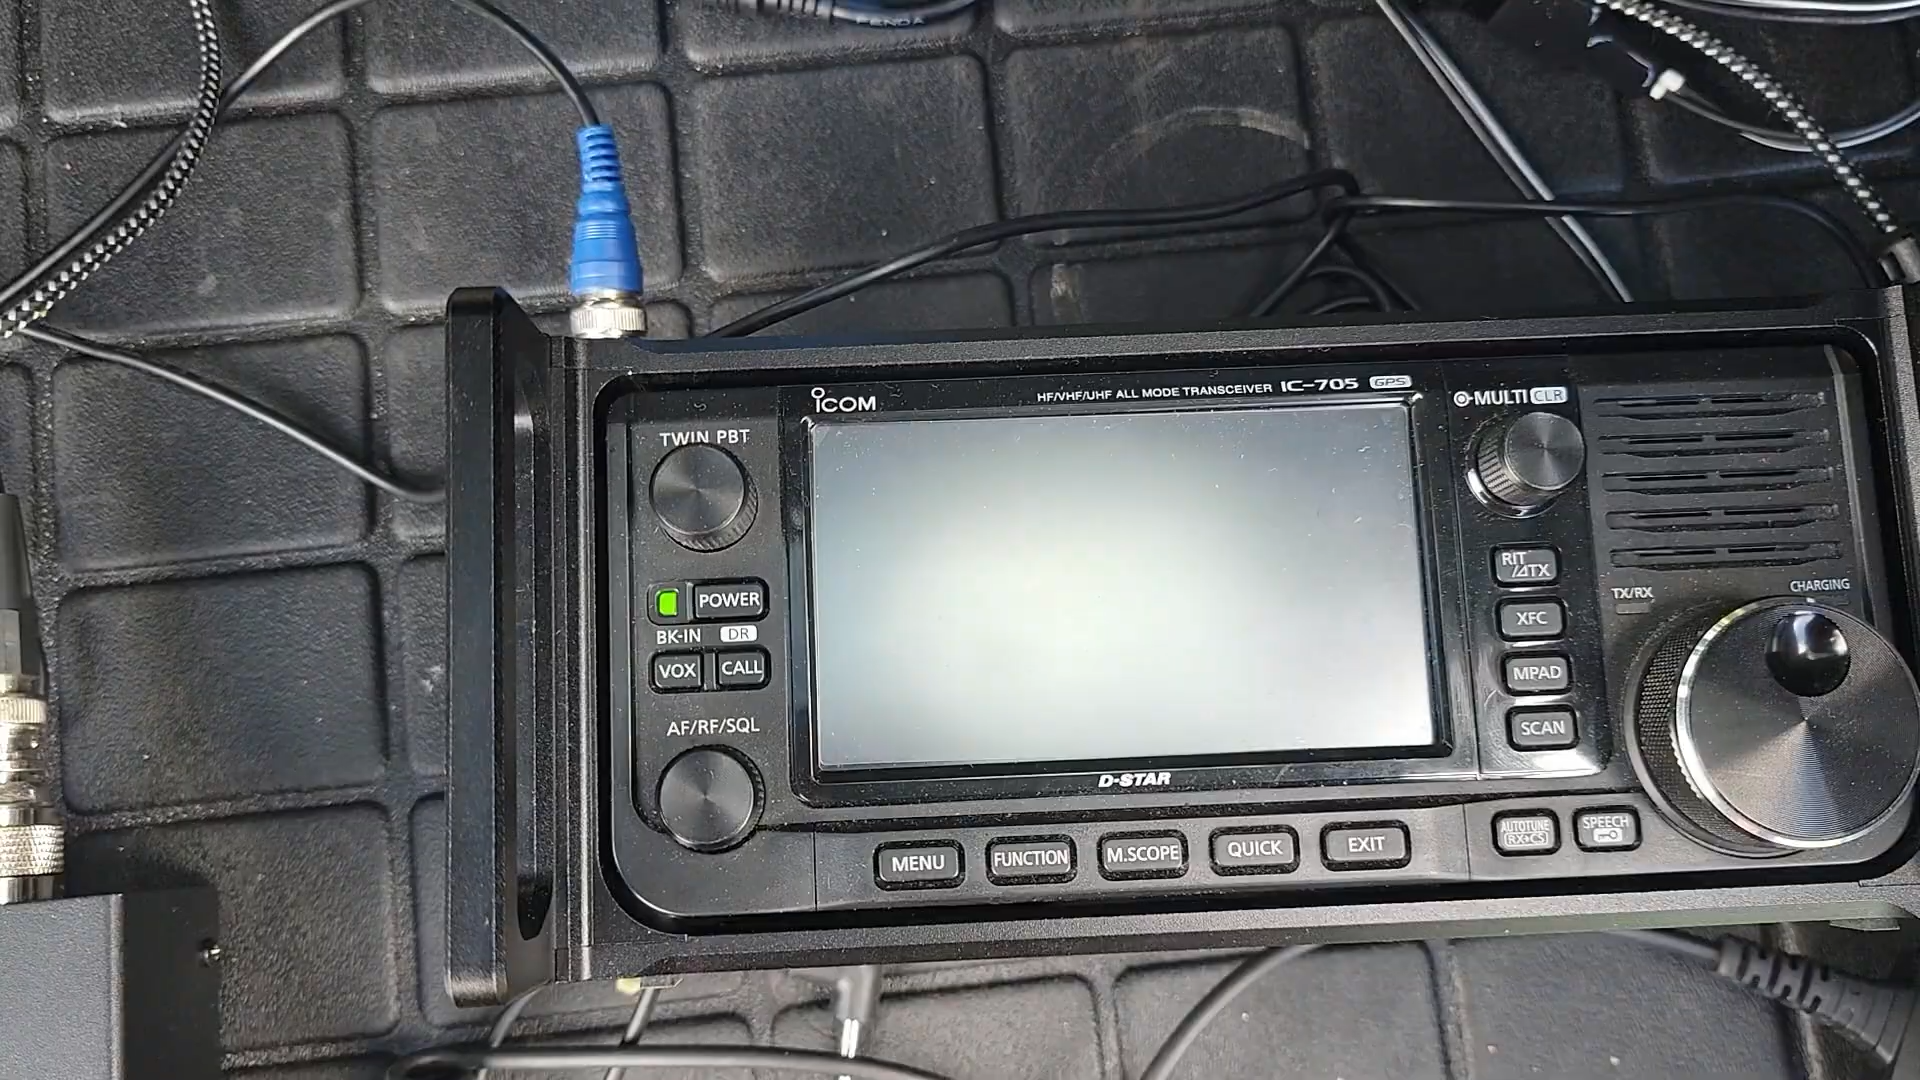 FENDA
ICOM
HF/VHF/UHF ALL MODE TRANSCEIVER IC-705 GPS
MULTI CLR
TWIN PBT
RIT
/ΔTX
POWER
TX/RX
CHARGING
XFC
BK-IN DR
VOX
CALL
MPAD
AF/RF/SQL
SCAN
D-STAR
MENU
FUNCTION
M.SCOPE
QUICK
EXIT
AUTOTUNE
RX→CS
SPEECH